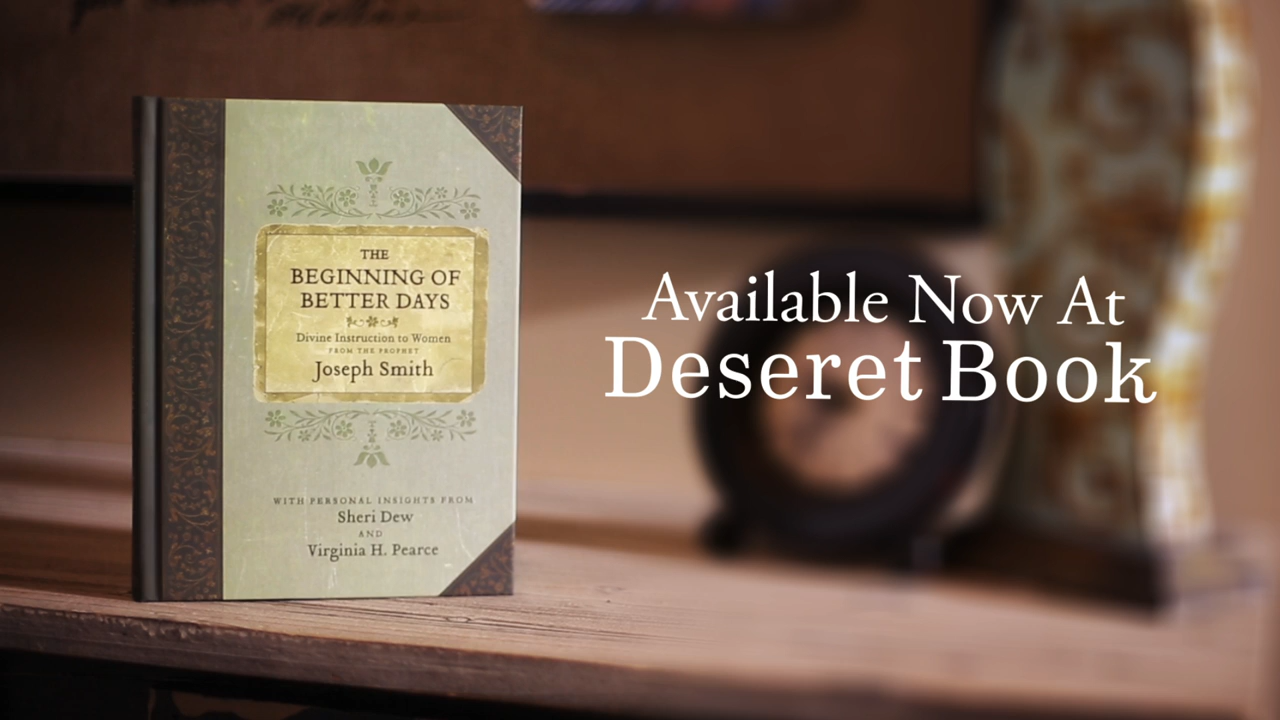 THE
BEGINNING OF
BETTER DAYS
Divine Instruction to Women
FROM THE PROPHET
Joseph Smith
WITH PERSONAL INSIGHTS FROM
Sheri Dew
AND
Virginia H. Pearce
Available Now At
Deseret Book